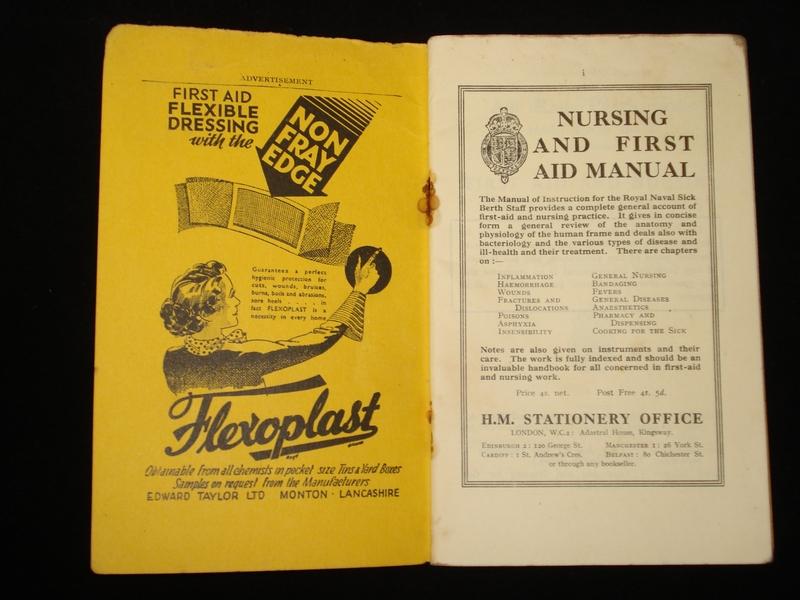 ADVERTISEMENT
FIRST AID
FLEXIBLE
DRESSING
with the
NON
FRAY
EDGE
Guarantees a perfect
hygienic protection for
cuts, wounds, bruises,
burns, boils and abrasions,
sore heels . . . . in
fact FLEXOPLAST is a
necessity in every home
Flexoplast
Obtainable from all chemists in pocket size Tins & Yard Boxes
Samples on request from the Manufacturers
EDWARD TAYLOR LTD MONTON · LANCASHIRE
i
NURSING
AND FIRST
AID MANUAL
The Manual of Instruction for the Royal Naval Sick
Berth Staff provides a complete general account of
first-aid and nursing practice. It gives in concise
form a general review of the anatomy and
physiology of the human frame and deals also with
bacteriology and the various types of disease and
ill-health and their treatment. There are chapters
on :—
INFLAMMATION GENERAL NURSING
HAEMORRHAGE BANDAGING
WOUNDS FEVERS
FRACTURES AND GENERAL DISEASES
DISLOCATIONS ANAESTHETICS
POISONS PHARMACY AND
ASPHYXIA DISPENSING
INSENSIBILITY COOKING FOR THE SICK
Notes are also given on instruments and their
care. The work is fully indexed and should be an
invaluable handbook for all concerned in first-aid
and nursing work.
Price 4s. net. Post Free 4s. 5d.
H.M. STATIONERY OFFICE
LONDON, W.C.2: Adastral House, Kingsway.
EDINBURGH 2: 120 George St. MANCHESTER 1: 26 York St.
CARDIFF: 1 St. Andrew's Cres. BELFAST: 80 Chichester St.
or through any bookseller.